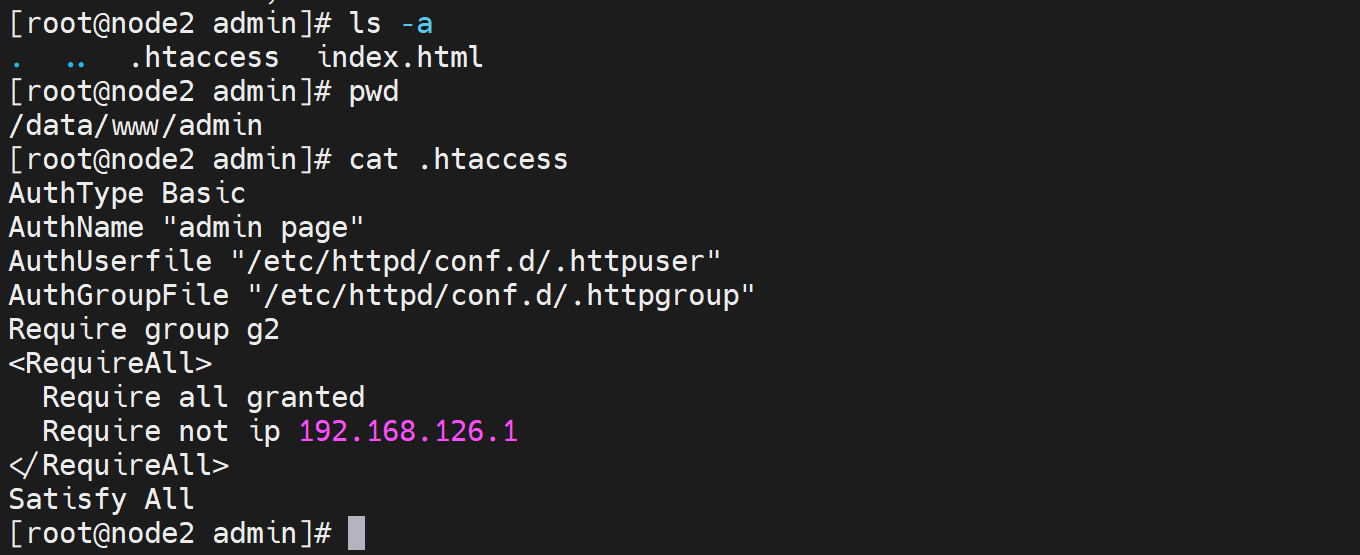 [root@node2 admin]# ls -a
.  ..  .htaccess  index.html
[root@node2 admin]# pwd
/data/www/admin
[root@node2 admin]# cat .htaccess
AuthType Basic
AuthName "admin page"
AuthUserfile "/etc/httpd/conf.d/.httpuser"
AuthGroupFile "/etc/httpd/conf.d/.httpgroup"
Require group g2
<RequireAll>
  Require all granted
  Require not ip 192.168.126.1
</RequireAll>
Satisfy All
[root@node2 admin]#